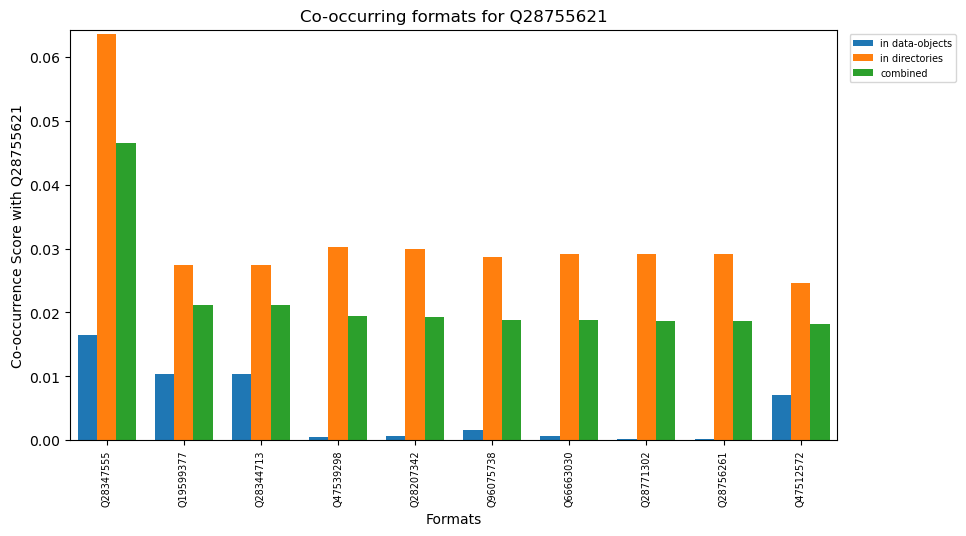 Co-occurring formats for Q28755621
Co-occurrence Score with Q28755621
0.06
0.05
0.04
0.03
0.02
0.01
0.00
in data-objects
in directories
combined
Q28347555
Q19599377
Q28344713
Q47539298
Q28207342
Q96075738
Q66663030
Q28771302
Q28756261
Q47512572
Formats